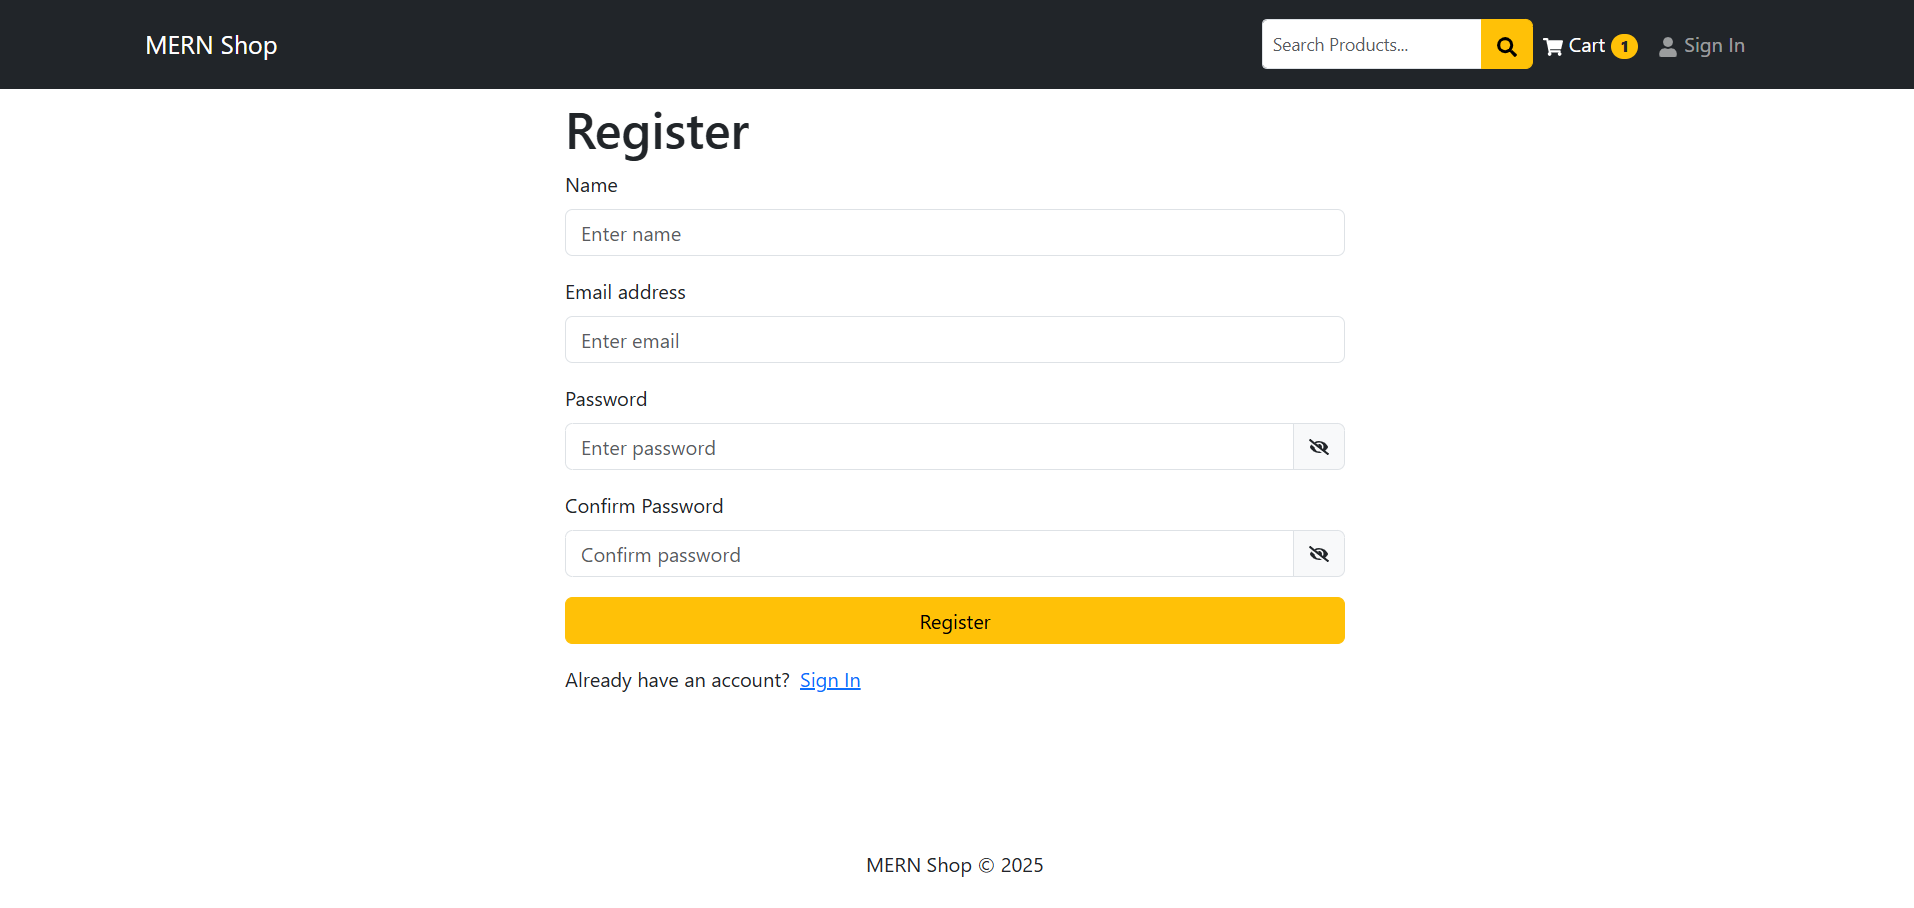 MERN Shop
Search Products...
Cart 1
Sign In
Register
Name
Enter name
Email address
Enter email
Password
Enter password
Confirm Password
Confirm password
Register
Already have an account? Sign In
MERN Shop © 2025